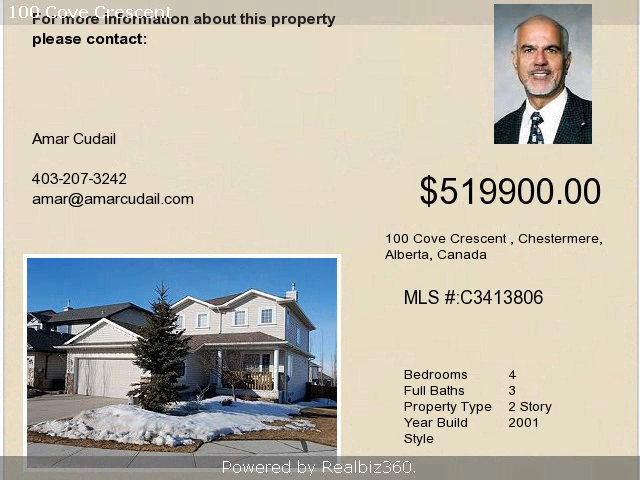 100 Cove Crescent
For more information about this property
please contact:
Amar Cudail
403-207-3242
amar@amarcudail.com
$519900.00
100 Cove Crescent , Chestermere,
Alberta, Canada
MLS #:C3413806
Bedrooms 4
Full Baths 3
Property Type 2 Story
Year Build 2001
Style
Powered by Realbiz360.